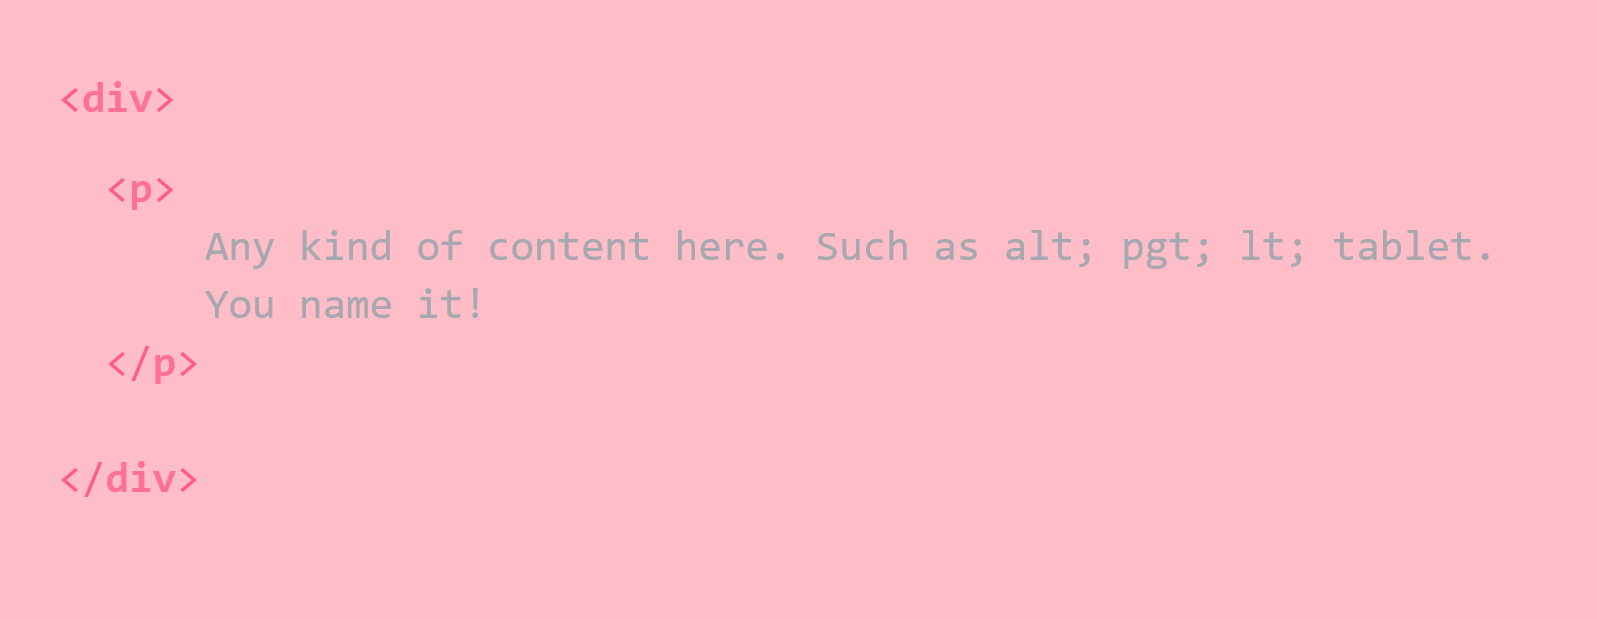 <div>
<p>
Any kind of content here. Such as alt; pgt; lt; tablet.
You name it!
</p>
</div>